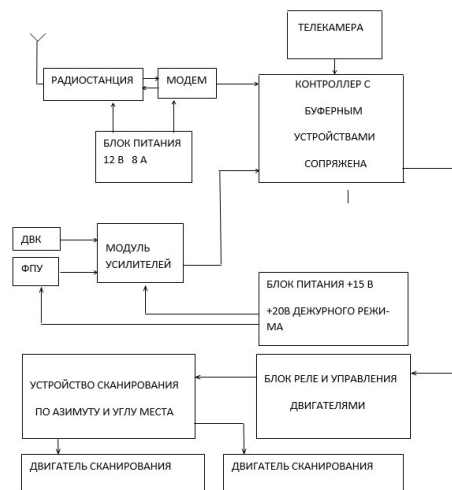 ТЕЛЕКАМЕРА
РАДИОСТАНЦИЯ
МОДЕМ
КОНТРОЛЛЕР С
БУФЕРНЫМ
УСТРОЙСТВАМИ
СОПРЯЖЕНА
БЛОК ПИТАНИЯ
12 В 8 А
ДВК
ФПУ
МОДУЛЬ
УСИЛИТЕЛЕЙ
БЛОК ПИТАНИЯ +15 В
+20В ДЕЖУРНОГО РЕЖИ-
МА
УСТРОЙСТВО СКАНИРОВАНИЯ
ПО АЗИМУТУ И УГЛУ МЕСТА
БЛОК РЕЛЕ И УПРАВЛЕНИЯ
ДВИГАТЕЛЯМИ
ДВИГАТЕЛЬ СКАНИРОВАНИЯ
ДВИГАТЕЛЬ СКАНИРОВАНИЯ